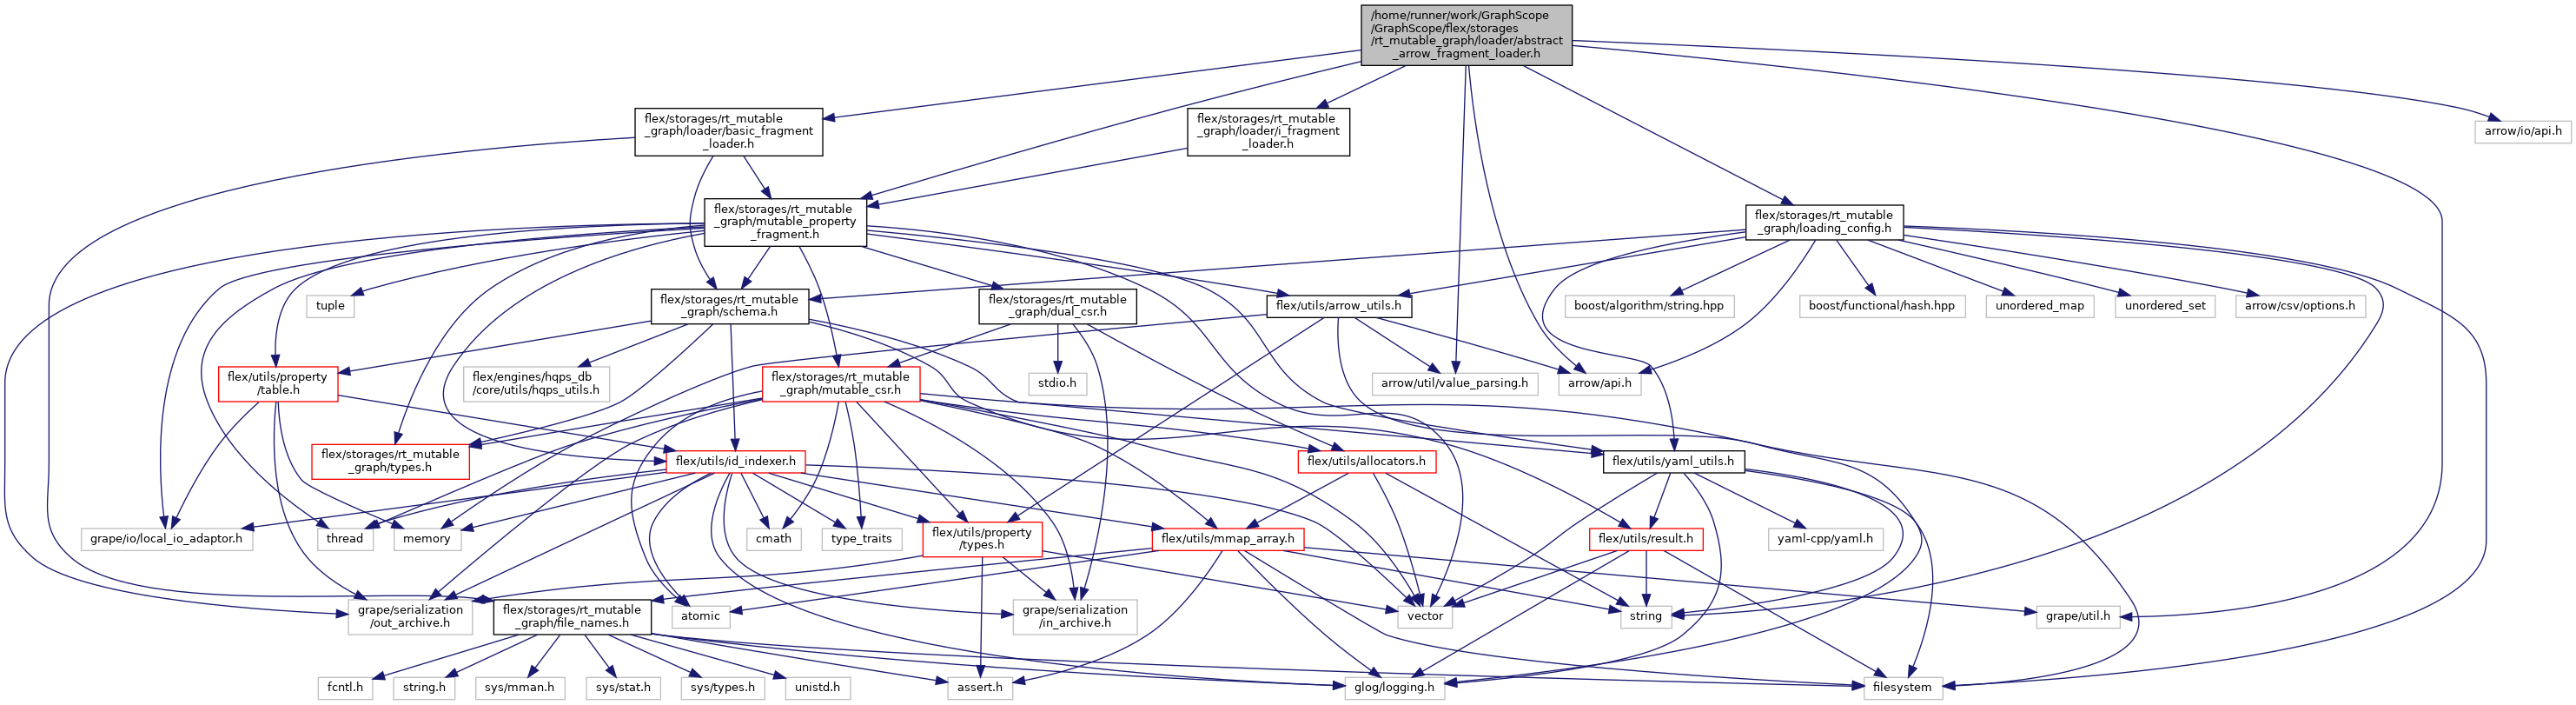 /home/runner/work/GraphScope
/GraphScope/flex/storages
/rt_mutable_graph/loader/abstract
_arrow_fragment_loader.h
flex/storages/rt_mutable
_graph/loader/basic_fragment
_loader.h
flex/storages/rt_mutable
_graph/loader/i_fragment
_loader.h
arrow/io/api.h
flex/storages/rt_mutable
_graph/mutable_property
_fragment.h
flex/storages/rt_mutable
_graph/loading_config.h
tuple
flex/storages/rt_mutable
_graph/schema.h
flex/storages/rt_mutable
_graph/dual_csr.h
flex/utils/arrow_utils.h
boost/algorithm/string.hpp
boost/functional/hash.hpp
unordered_map
unordered_set
arrow/csv/options.h
flex/utils/property
/table.h
flex/engines/hqps_db
/core/utils/hqps_utils.h
flex/storages/rt_mutable
_graph/mutable_csr.h
stdio.h
arrow/util/value_parsing.h
arrow/api.h
flex/storages/rt_mutable
_graph/types.h
flex/utils/id_indexer.h
flex/utils/allocators.h
flex/utils/yaml_utils.h
grape/io/local_io_adaptor.h
thread
memory
cmath
type_traits
flex/utils/property
/types.h
flex/utils/mmap_array.h
flex/utils/result.h
yaml-cpp/yaml.h
grape/serialization
/out_archive.h
flex/storages/rt_mutable
_graph/file_names.h
atomic
grape/serialization
/in_archive.h
vector
string
grape/util.h
fcntl.h
string.h
sys/mman.h
sys/stat.h
sys/types.h
unistd.h
assert.h
glog/logging.h
filesystem